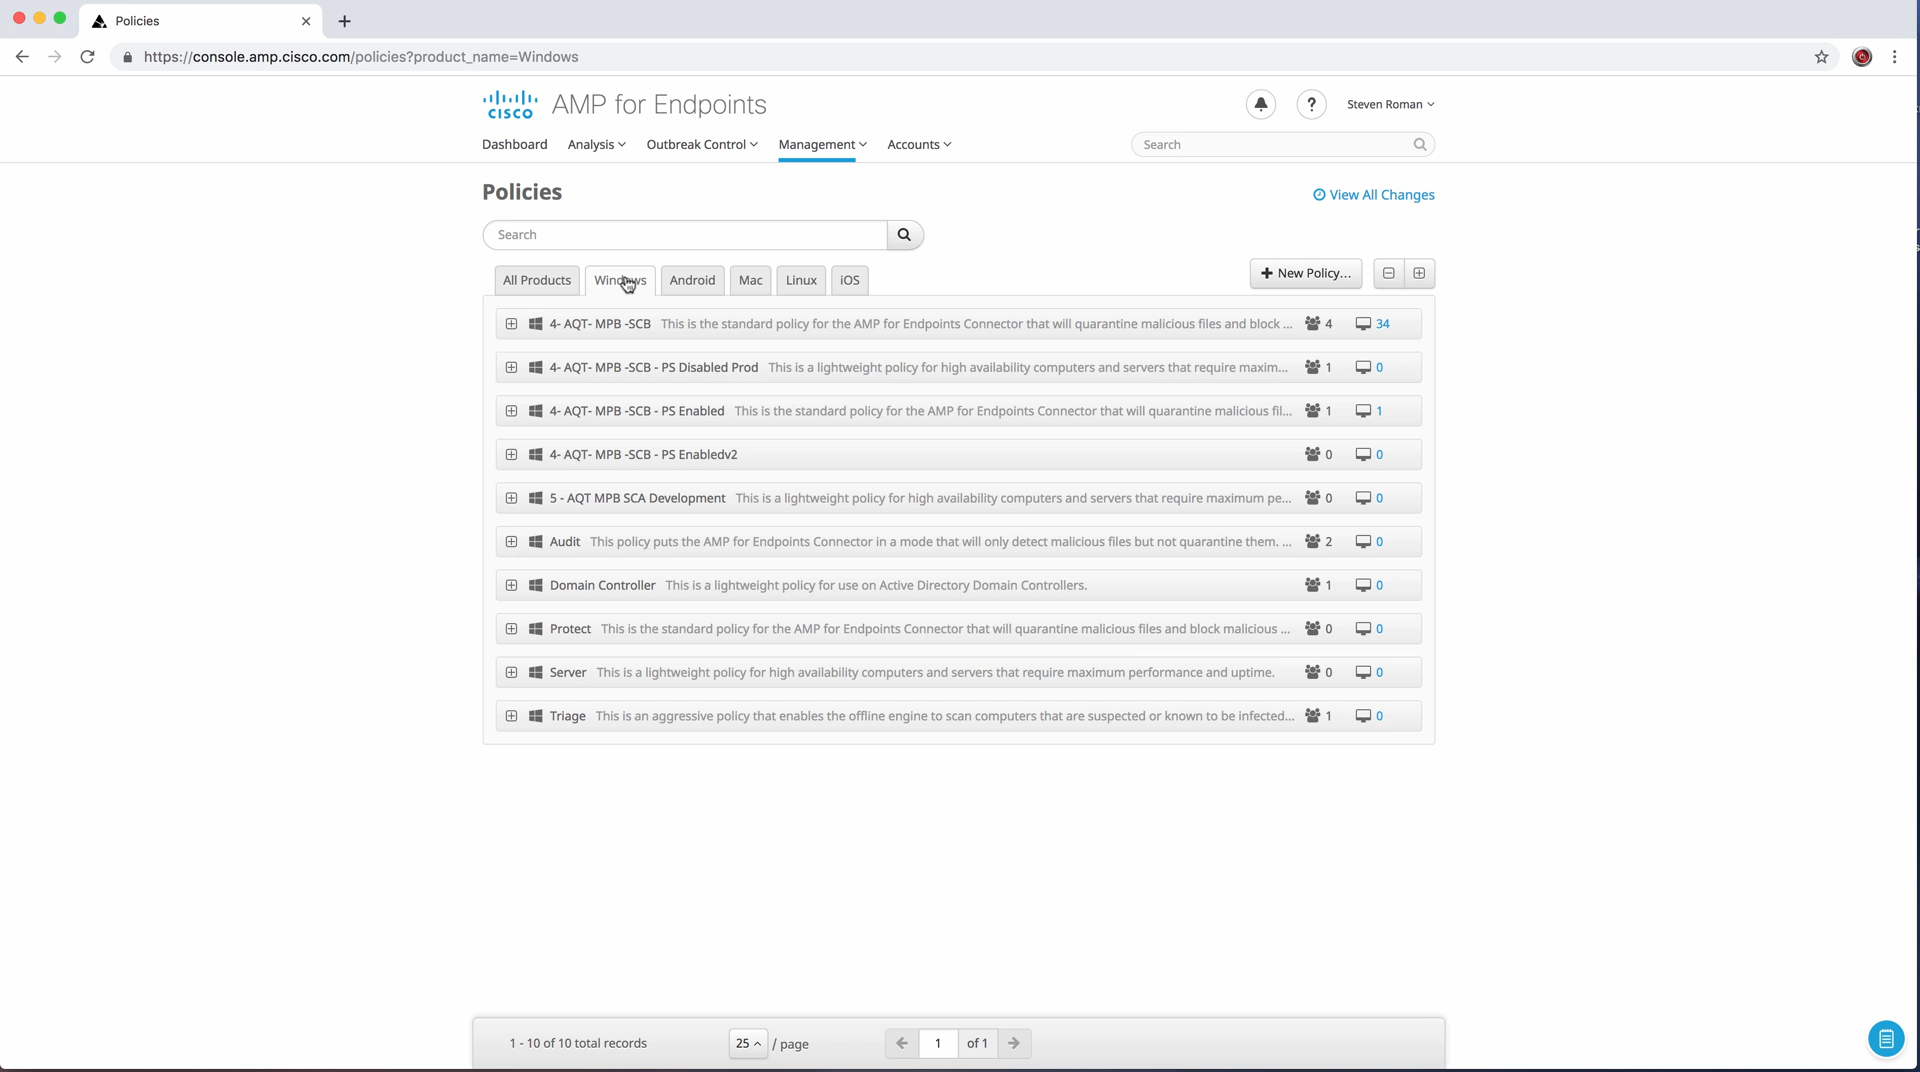 Policies
https://console.amp.cisco.com/policies?product_name=Windows
CISCO AMP for Endpoints
? Steven Roman
Dashboard Analysis Outbreak Control Management Accounts Search
Policies
View All Changes
Search
All Products Windows Android Mac Linux iOS
+ New Policy...
4- AQT- MPB -SCB This is the standard policy for the AMP for Endpoints Connector that will quarantine malicious files and block ... 4 34
4- AQT- MPB -SCB - PS Disabled Prod This is a lightweight policy for high availability computers and servers that require maxim... 1 0
4- AQT- MPB -SCB - PS Enabled This is the standard policy for the AMP for Endpoints Connector that will quarantine malicious fil... 1 1
4- AQT- MPB -SCB - PS Enabledv2 0 0
5 - AQT MPB SCA Development This is a lightweight policy for high availability computers and servers that require maximum pe... 0 0
Audit This policy puts the AMP for Endpoints Connector in a mode that will only detect malicious files but not quarantine them. ... 2 0
Domain Controller This is a lightweight policy for use on Active Directory Domain Controllers. 1 0
Protect This is the standard policy for the AMP for Endpoints Connector that will quarantine malicious files and block malicious ... 0 0
Server This is a lightweight policy for high availability computers and servers that require maximum performance and uptime. 0 0
Triage This is an aggressive policy that enables the offline engine to scan computers that are suspected or known to be infected... 1 0
1 - 10 of 10 total records 25 / page 1 of 1